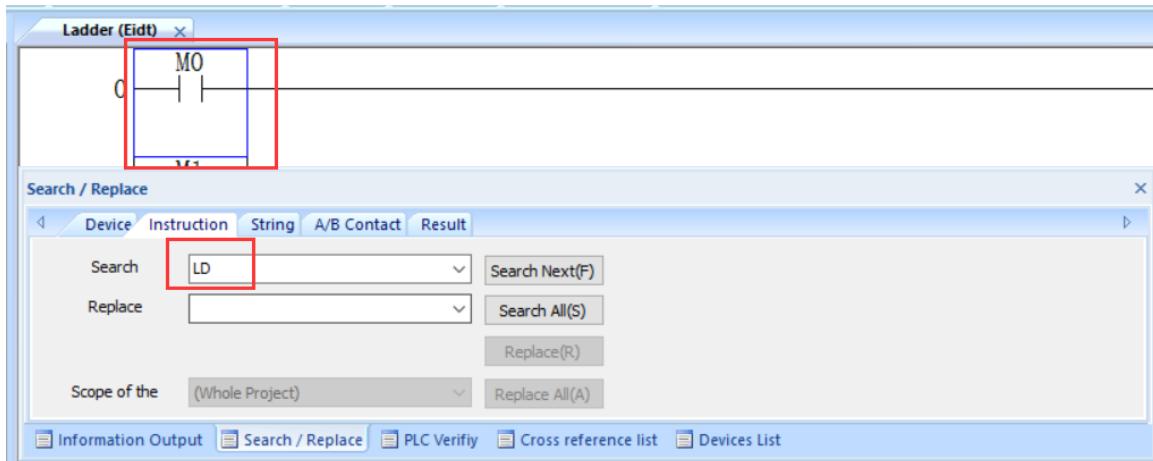 Ladder (Eidt)
M0
0
M1
Search / Replace
Device Instruction String A/B Contact Result
Search LD Search Next(F)
Replace Search All(S)
Replace(R)
Scope of the (Whole Project) Replace All(A)
Information Output Search / Replace PLC Verifiy Cross reference list Devices List